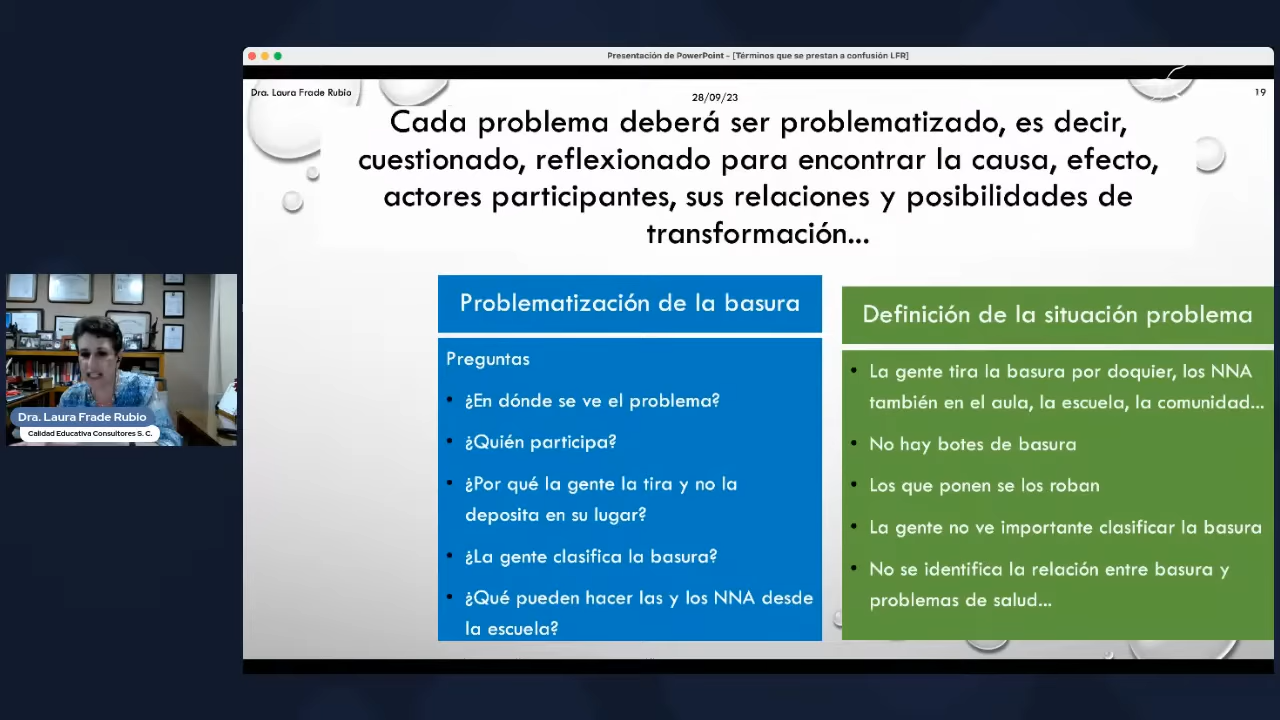 Presentación de PowerPoint - [Términos que se prestan a confusión LFR]
Dra. Laura Frade Rubio
28/09/23
19
Cada problema deberá ser problematizado, es decir,
cuestionado, reflexionado para encontrar la causa, efecto,
actores participantes, sus relaciones y posibilidades de
transformación...
Problematización de la basura
Preguntas
• ¿En dónde se ve el problema?
• ¿Quién participa?
• ¿Por qué la gente la tira y no la
deposita en su lugar?
• ¿La gente clasifica la basura?
• ¿Qué pueden hacer las y los NNA desde
la escuela?
Definición de la situación problema
• La gente tira la basura por doquier, los NNA
también en el aula, la escuela, la comunidad...
• No hay botes de basura
• Los que ponen se los roban
• La gente no ve importante clasificar la basura
• No se identifica la relación entre basura y
problemas de salud...
Dra. Laura Frade Rubio
Calidad Educativa Consultores S. C.